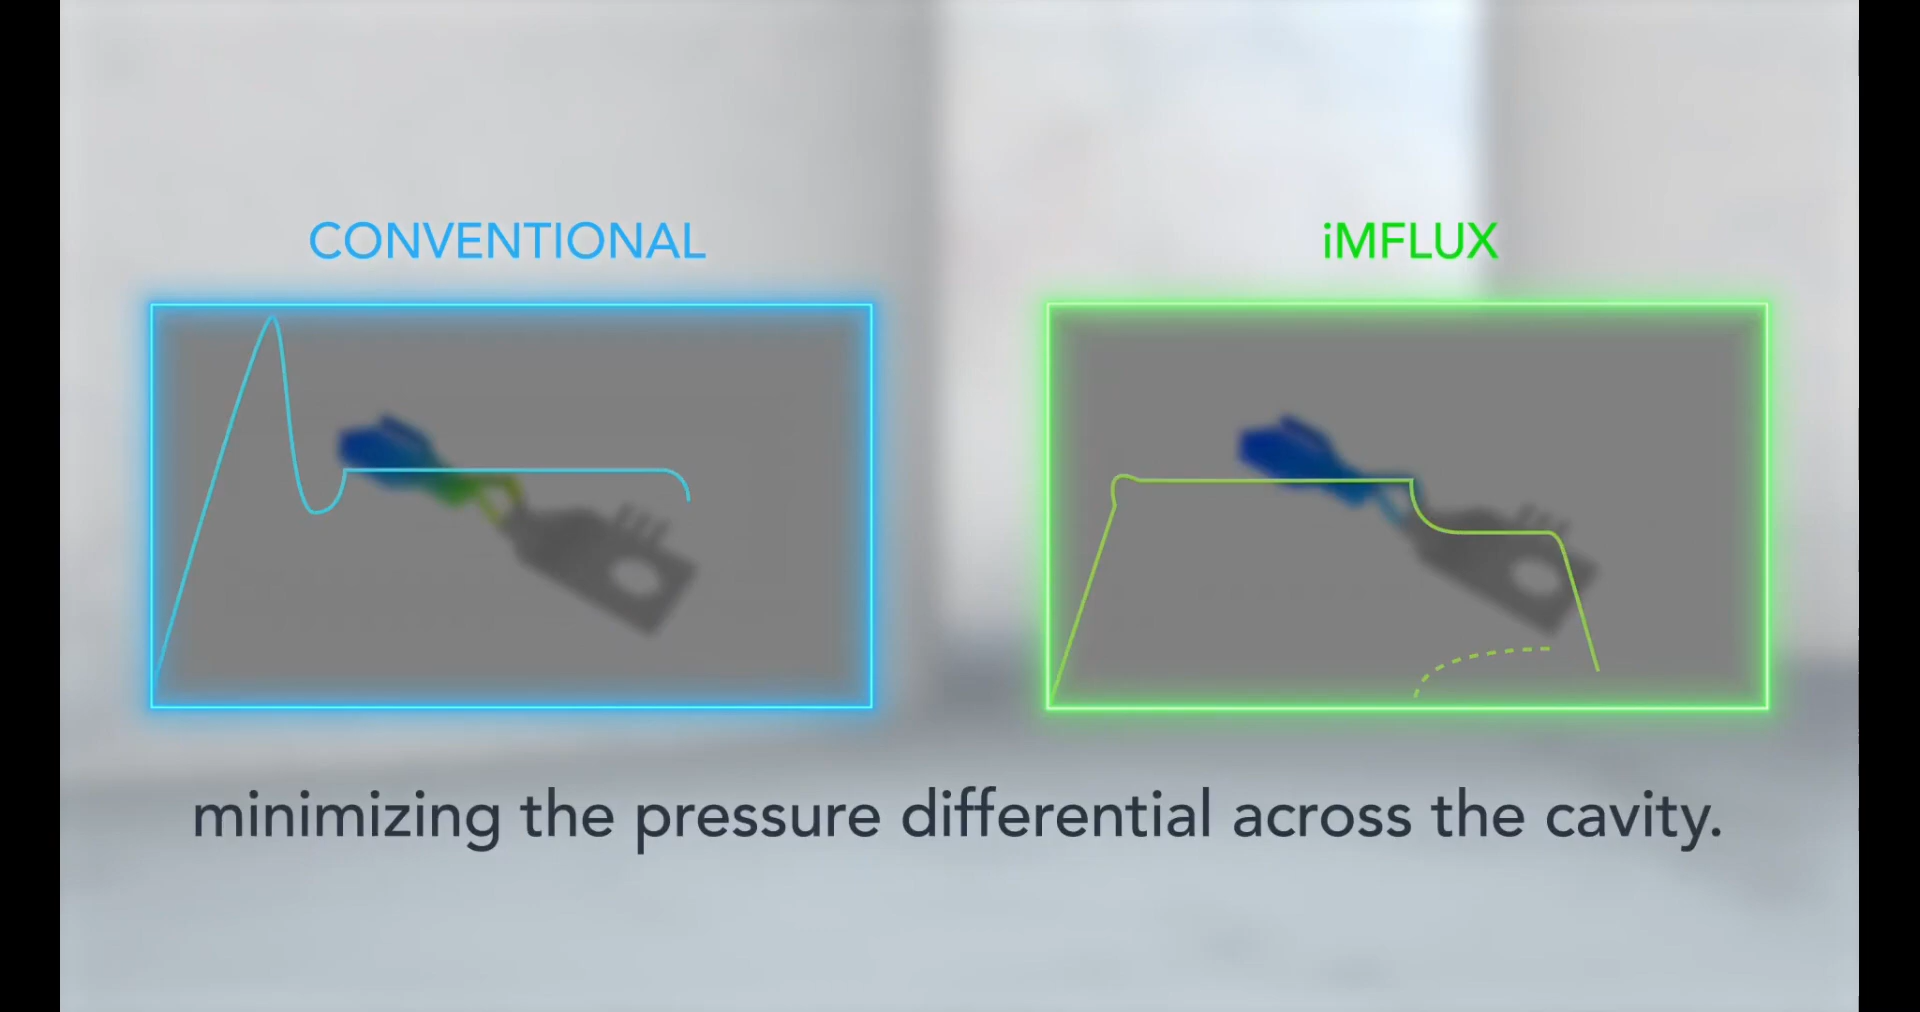 CONVENTIONAL
iMFLUX
minimizing the pressure differential across the cavity.